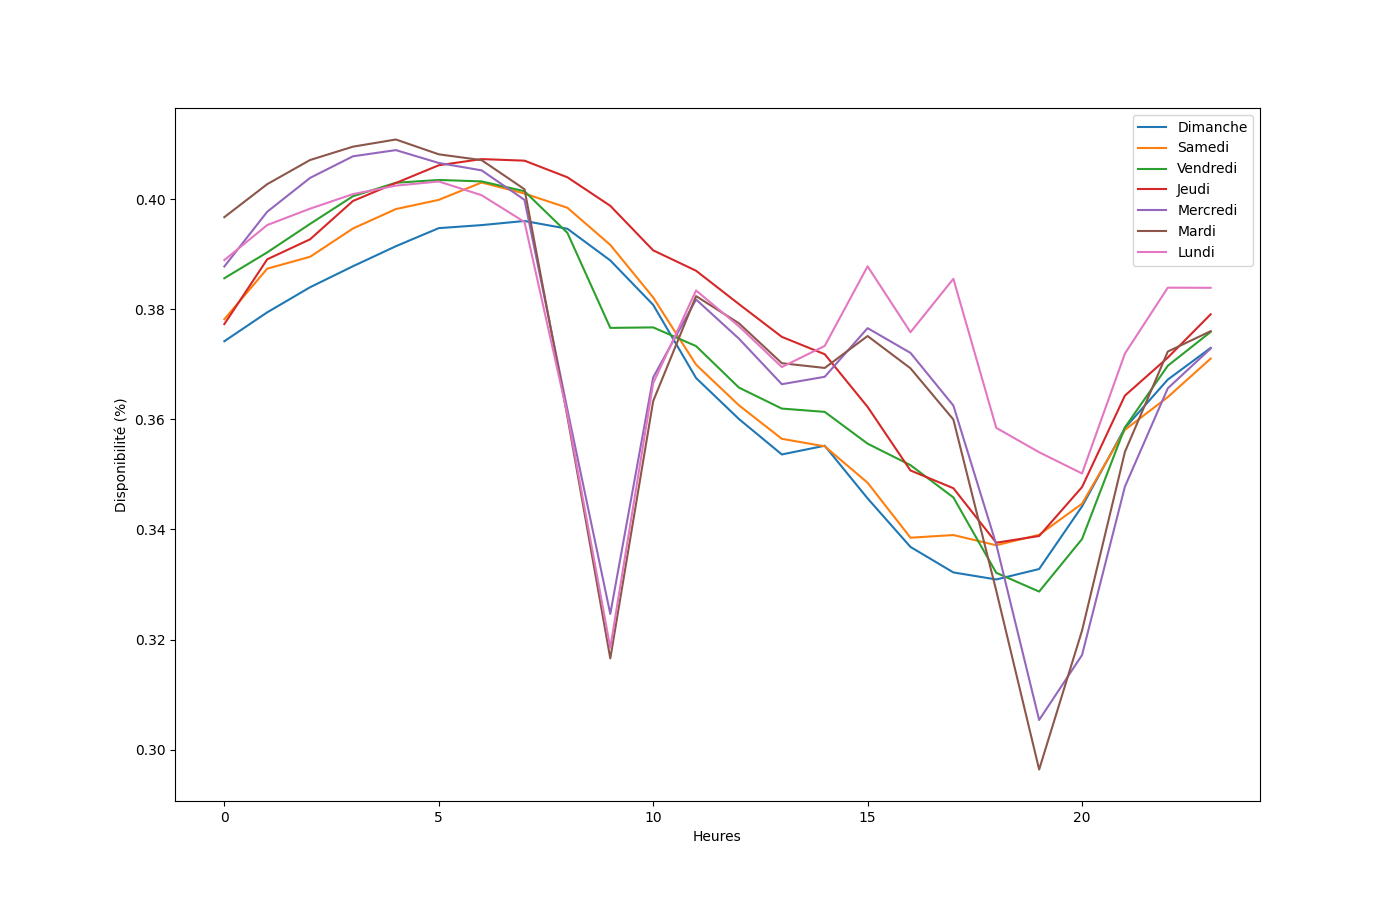 Dimanche
Samedi
Vendredi
Jeudi
Mercredi
Mardi
Lundi
0.40
0.38
0.36
0.34
0.32
0.30
Disponibilité (%)
0 5 10 15 20
Heures